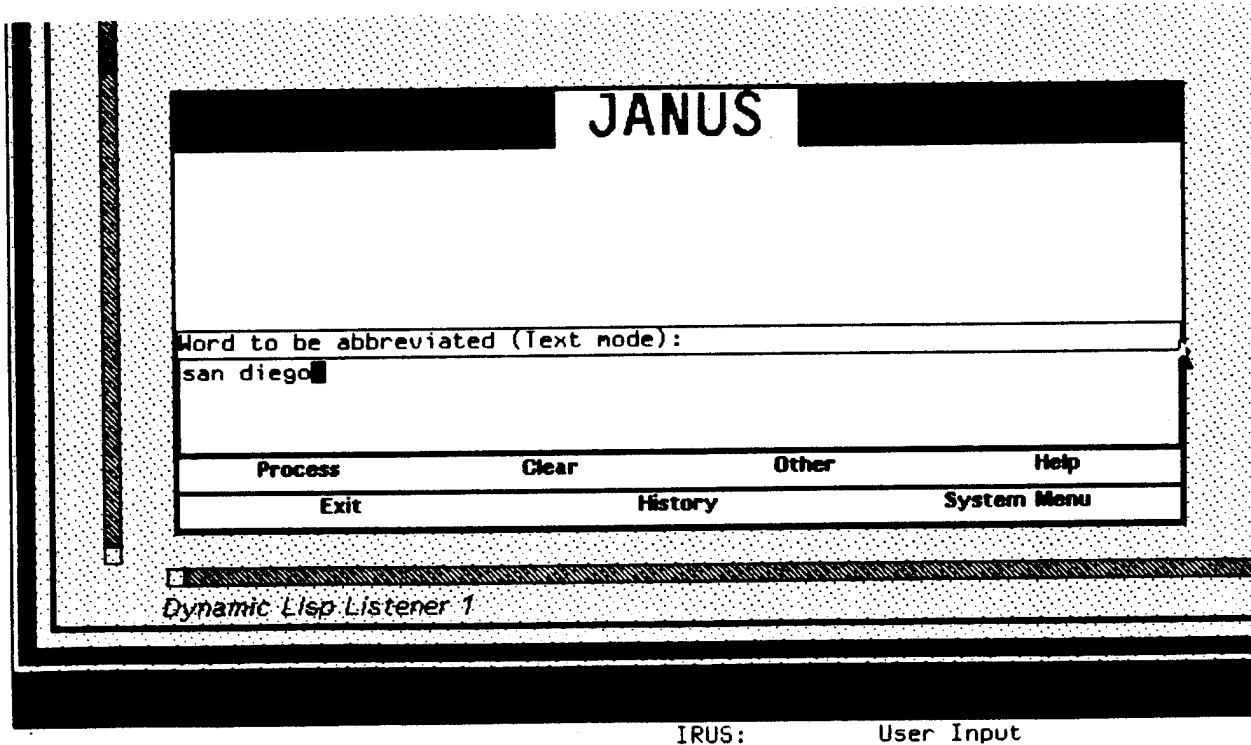 JANUS
Word to be abbreviated (Text mode):
san diego
Process Clear Other Help
Exit History System Menu
Dynamic Lisp Listener 1
IRUS: User Input